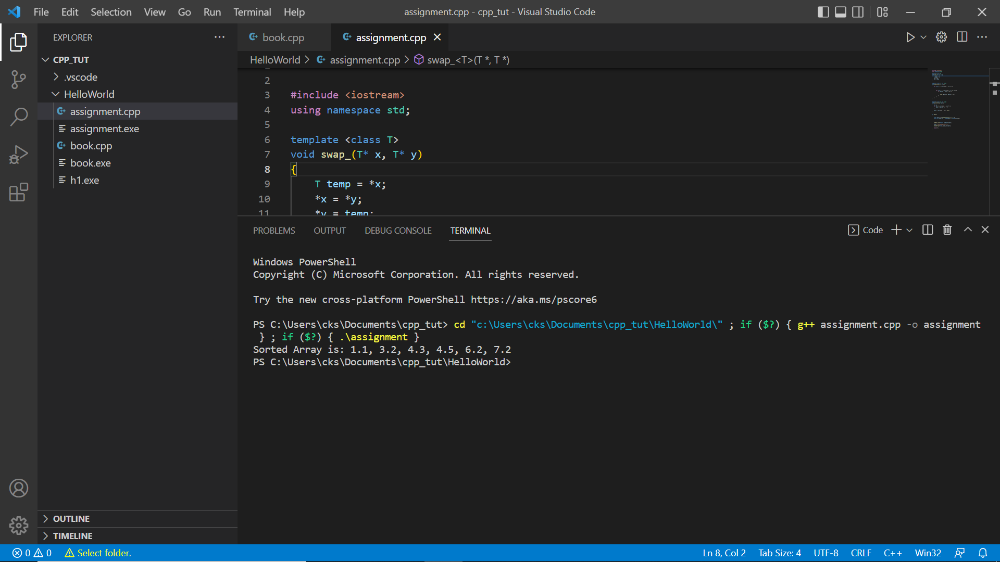 File Edit Selection View Go Run Terminal Help
assignment.cpp - cpp_tut - Visual Studio Code
EXPLORER
CPP_TUT
.vscode
HelloWorld
assignment.cpp
assignment.exe
book.cpp
book.exe
h1.exe
OUTLINE
TIMELINE
book.cpp
assignment.cpp
HelloWorld > assignment.cpp > swap_<T>(T *, T *)
2
3 #include <iostream>
4 using namespace std;
5
6 template <class T>
7 void swap_(T* x, T* y)
8 {
9 T temp = *x;
10 *x = *y;
11 *y = temp;
PROBLEMS OUTPUT DEBUG CONSOLE TERMINAL
Code
Windows PowerShell
Copyright (C) Microsoft Corporation. All rights reserved.
Try the new cross-platform PowerShell https://aka.ms/pscore6
PS C:\Users\cks\Documents\cpp_tut> cd "c:\Users\cks\Documents\cpp_tut\HelloWorld\" ; if ($?) { g++ assignment.cpp -o assignment
} ; if ($?) { .\assignment }
Sorted Array is: 1.1, 3.2, 4.3, 4.5, 6.2, 7.2
PS C:\Users\cks\Documents\cpp_tut\HelloWorld>
0 0 Select folder.
Ln 8, Col 2 Tab Size: 4 UTF-8 CRLF C++ Win32